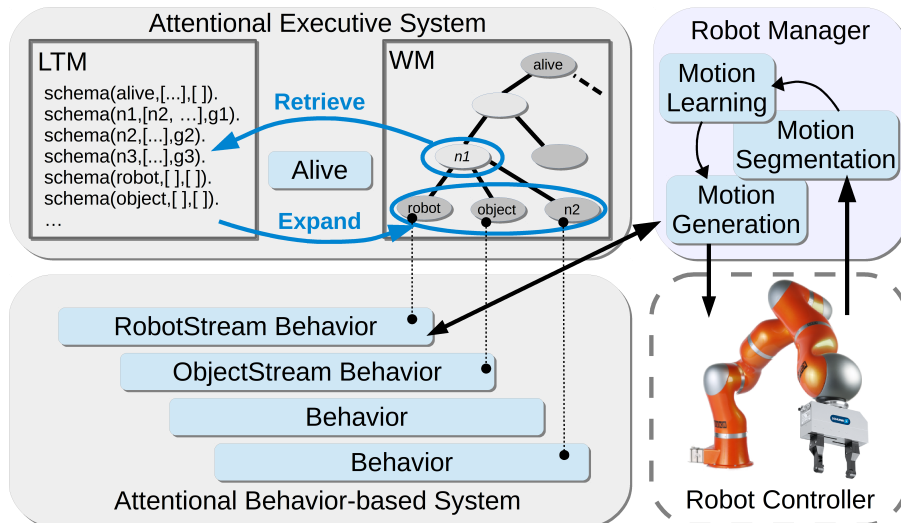 Attentional Executive System
LTM
schema(alive,[...],[ ]).
schema(n1,[n2, ...],g1).
schema(n2,[...],g2).
schema(n3,[...],g3).
schema(robot,[ ],[ ]).
schema(object,[ ],[ ]).
...
Retrieve
Alive
Expand
WM
alive
n1
robot
object
n2
Robot Manager
Motion
Learning
Motion
Segmentation
Motion
Generation
RobotStream Behavior
ObjectStream Behavior
Behavior
Behavior
Attentional Behavior-based System
Robot Controller